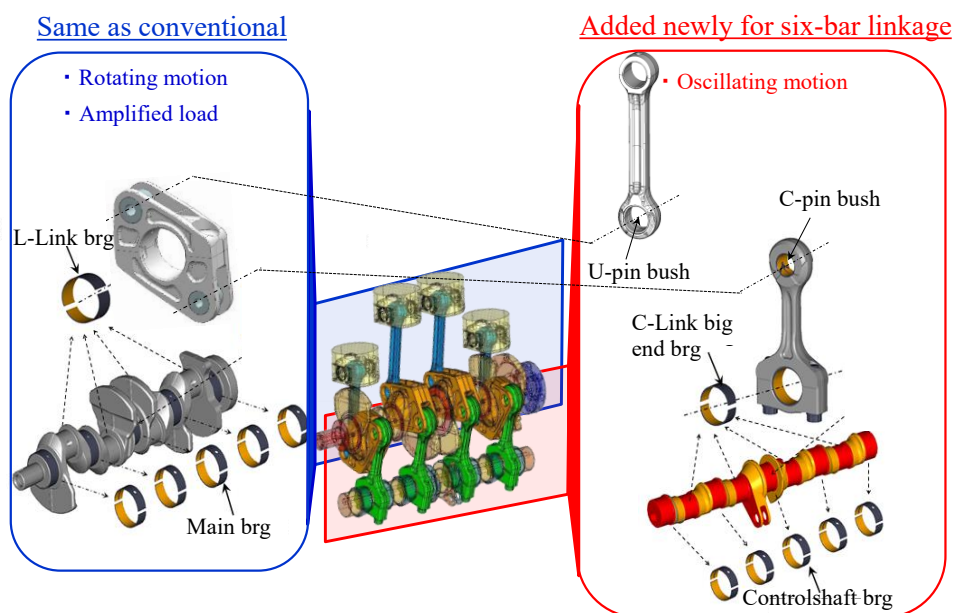 Same as conventional
・Rotating motion
・Amplified load
L-Link brg
Main brg
Added newly for six-bar linkage
・Oscillating motion
C-pin bush
U-pin bush
C-Link big
end brg
Controlshaft brg